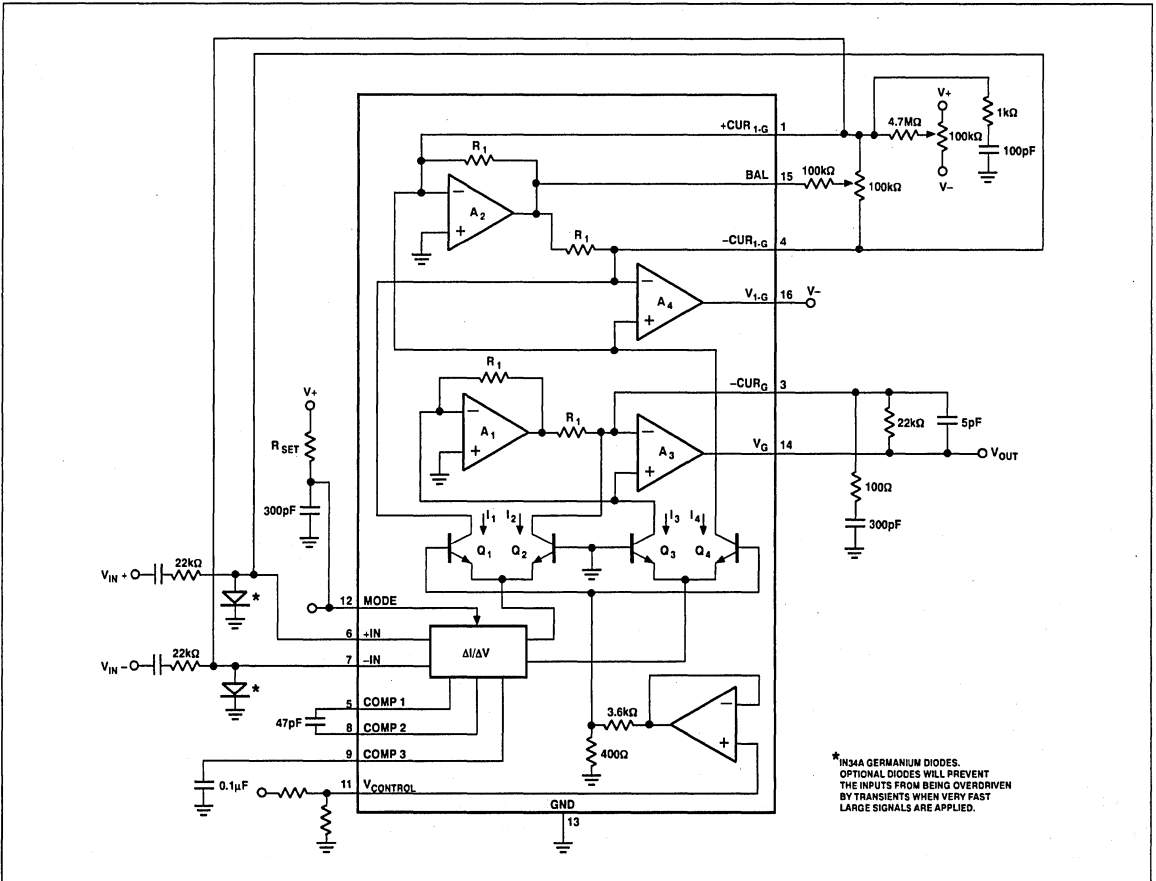 +CUR1-G 1
V+
1kΩ
4.7MΩ
100kΩ
100pF
V–
R1
BAL 15
100kΩ
100kΩ
A2
– +
R1
–CUR1-G 4
A4
– +
V1-G 16 V–
R1
–CURG 3
V+
A1
– +
R1
A3
– +
22kΩ
5pF
VG 14
VOUT
RSET
100Ω
300pF
300pF
I1 I2 I3 I4
Q1 Q2 Q3 Q4
22kΩ
VIN +
*
12 MODE
6 +IN
ΔI/ΔV
22kΩ
VIN –
7 –IN
*
5 COMP 1
47pF
8 COMP 2
3.6kΩ
– +
400Ω
9 COMP 3
0.1μF
11 VCONTROL
GND
13
*IN34A GERMANIUM DIODES.
OPTIONAL DIODES WILL PREVENT
THE INPUTS FROM BEING OVERDRIVEN
BY TRANSIENTS WHEN VERY FAST
LARGE SIGNALS ARE APPLIED.